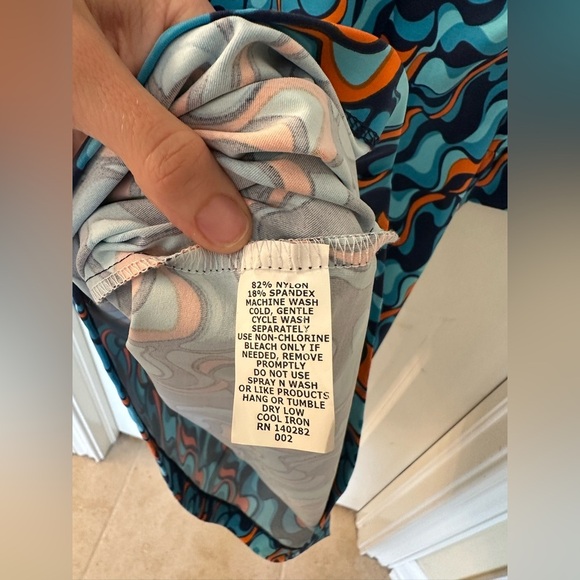 82% NYLON
18% SPANDEX
MACHINE WASH
COLD, GENTLE
CYCLE WASH
SEPARATELY
USE NON-CHLORINE
BLEACH ONLY IF
NEEDED, REMOVE
PROMPTLY
DO NOT USE
SPRAY N WASH
OR LIKE PRODUCTS
HANG OR TUMBLE
DRY LOW
COOL IRON
RN 140282
002